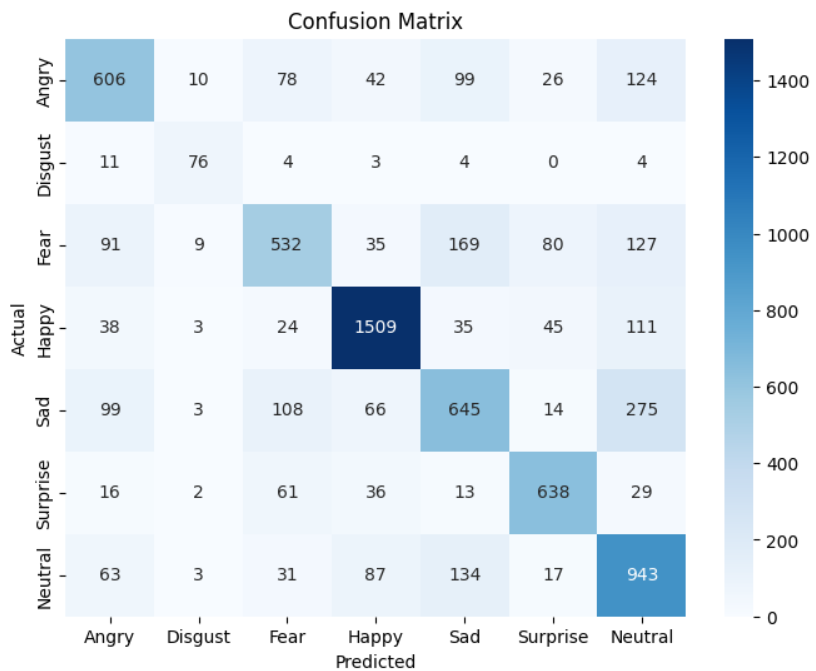 Confusion Matrix
Angry 606 10 78 42 99 26 124
Disgust 11 76 4 3 4 0 4
Fear 91 9 532 35 169 80 127
Happy 38 3 24 1509 35 45 111
Sad 99 3 108 66 645 14 275
Surprise 16 2 61 36 13 638 29
Neutral 63 3 31 87 134 17 943
Actual
Angry Disgust Fear Happy Sad Surprise Neutral
Predicted
1400
1200
1000
800
600
400
200
0